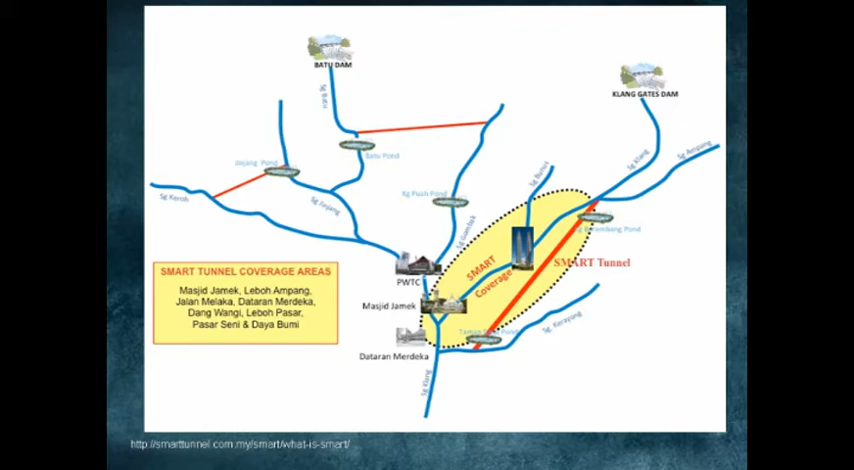 BATU DAM
KLANG GATES DAM
Sg Batu
Sg Klang
Sg Ampang
Jinjang Pond
Batu Pond
Sg Bunus
Sg Keroh
Sg Jinjang
Kg Puah Pond
Sg Gombak
Sg Berembang Pond
SMART
Coverage
SMART Tunnel
PWTC
Masjid Jamek
Dataran Merdeka
Sg. Kerayong
Sg Klang
SMART TUNNEL COVERAGE AREAS
Masjid Jamek, Leboh Ampang,
Jalan Melaka, Dataran Merdeka,
Dang Wangi, Leboh Pasar,
Pasar Seni & Daya Bumi
http://smarttunnel.com.my/smart/what-is-smart/